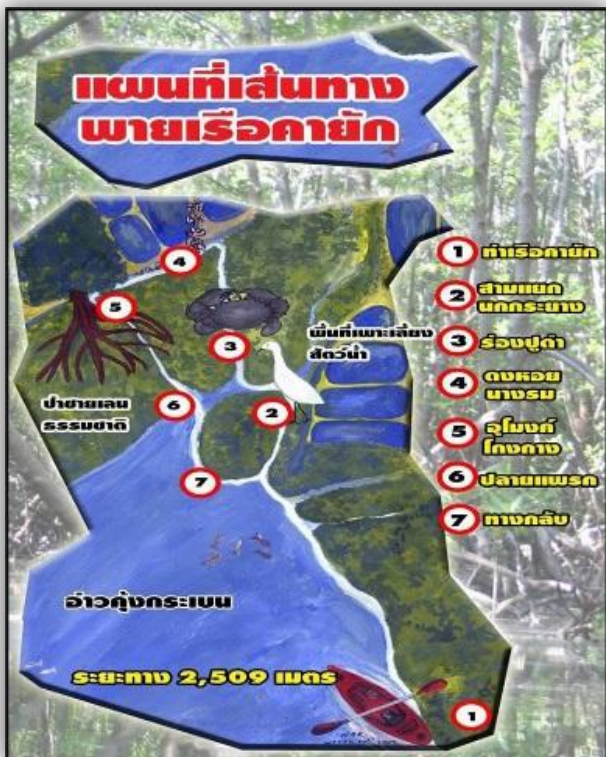 แผนที่เส้นทาง
พายเรือคายัก
4
1 ท่าเรือคายัก
2 สามแยก
นกกระยาง
5
3
พื้นที่เพาะเลี้ยง
สัตว์น้ำ
3 ร่องปูดำ
4 ดงหอย
นางรม
ป่าชายเลน
ธรรมชาติ
6
2
5 อุโมงค์
โกงกาง
6 ปลายแพรก
7
7 ทางกลับ
อ่าวคุ้งกระเบน
ระยะทาง 2,509 เมตร
1